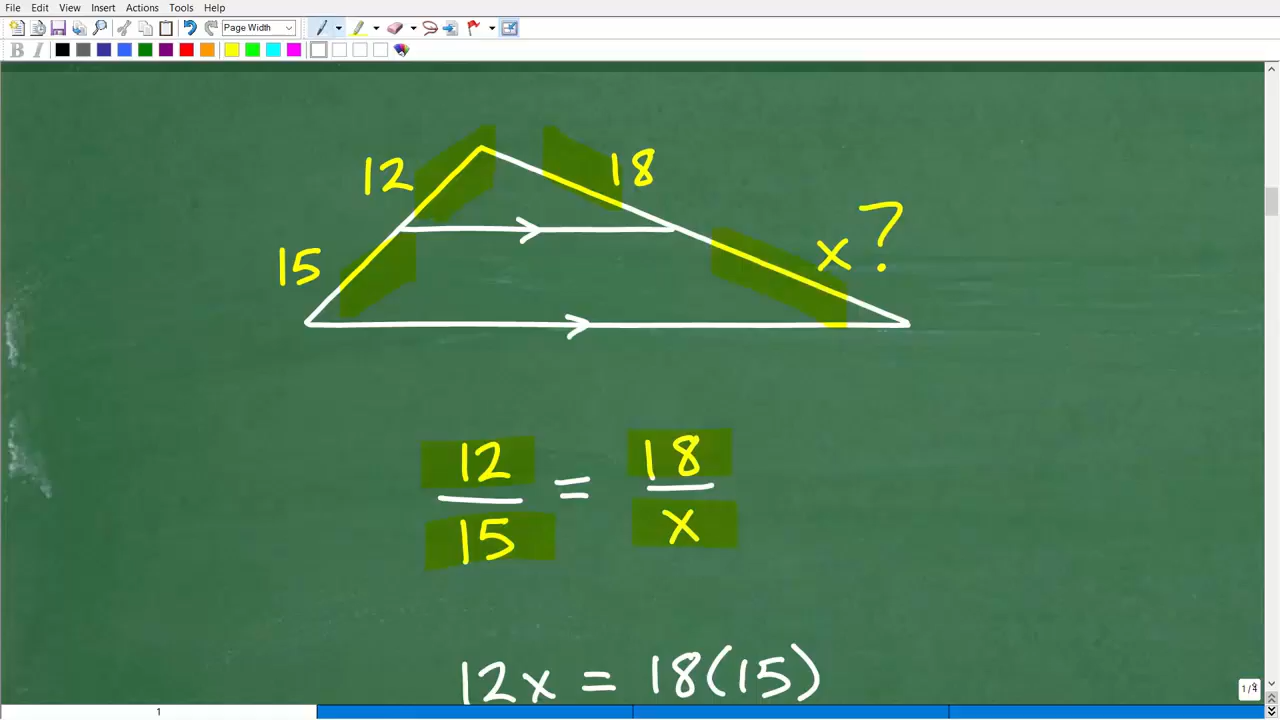 File Edit View Insert Actions Tools Help
Page Width
B I
12 18
15 x?
12 = 18
15 x
12x = 18(15)
1/4
1